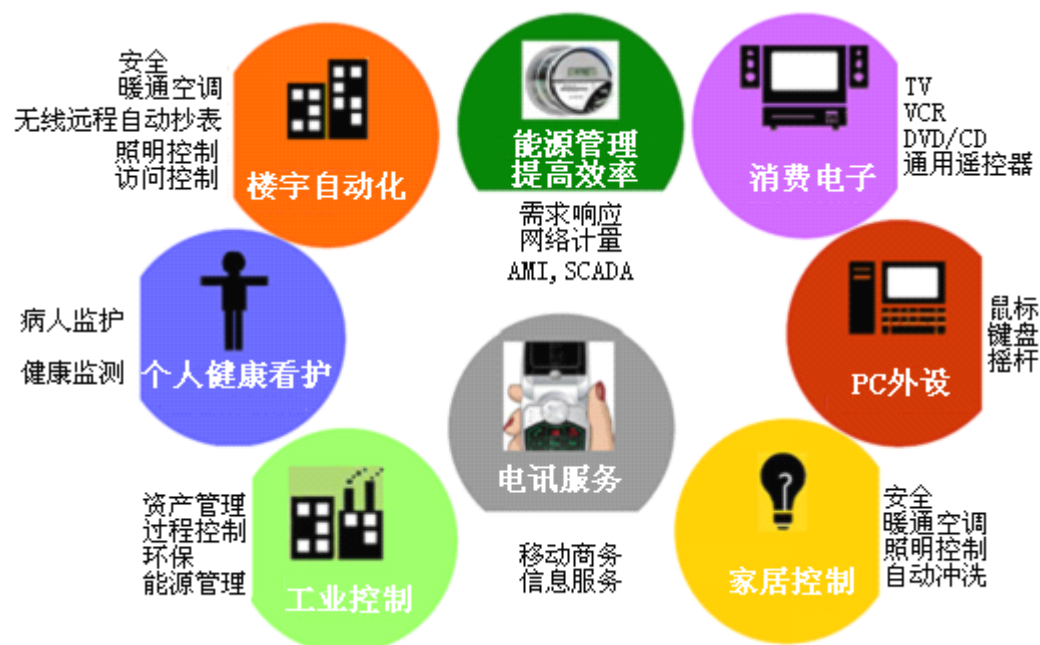 安全
暖通空调
无线远程自动抄表
照明控制
访问控制
楼宇自动化
能源管理
提高效率
需求响应
网络计量
AMI, SCADA
消费电子
TV
VCR
DVD/CD
通用遥控器
病人监护
健康监测
个人健康看护
电讯服务
移动商务
信息服务
PC外设
鼠标
键盘
摇杆
资产管理
过程控制
环保
能源管理
工业控制
家居控制
安全
暖通空调
照明控制
自动冲洗
?